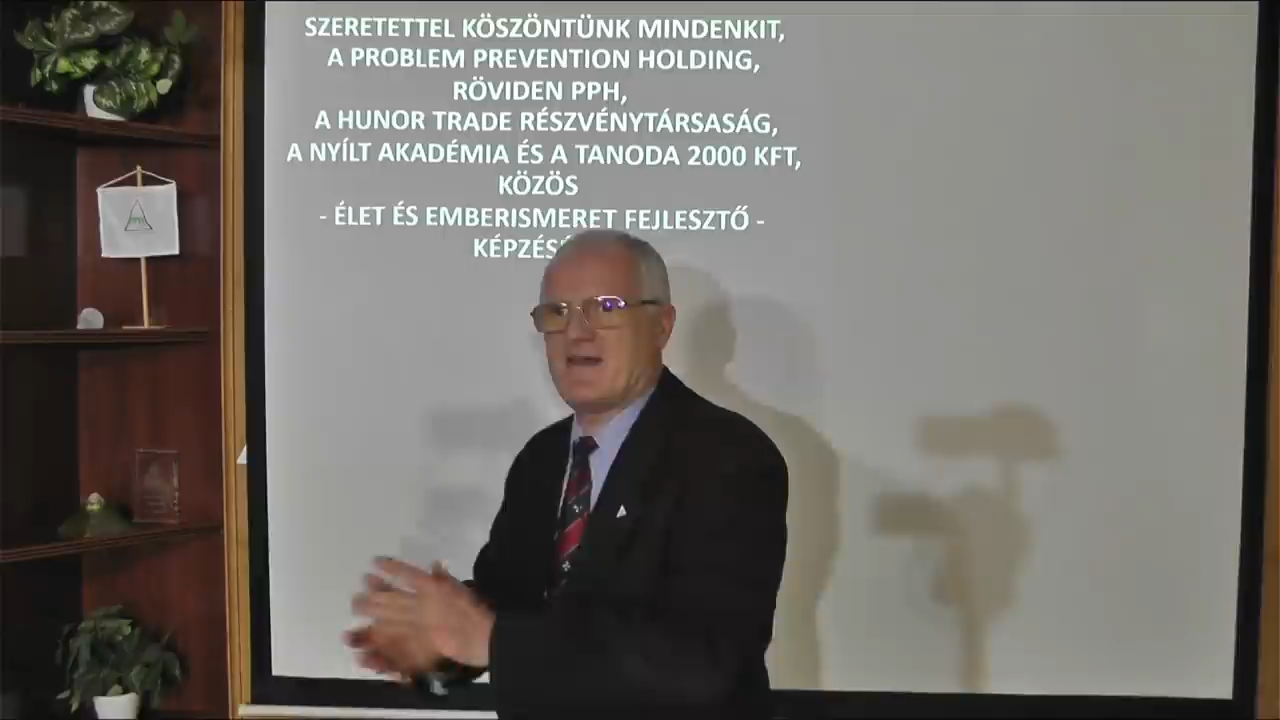 SZERETETTEL KÖSZÖNTÜNK MINDENKIT,
A PROBLEM PREVENTION HOLDING,
RÖVIDEN PPH,
A HUNOR TRADE RÉSZVÉNYTÁRSASÁG,
A NYÍLT AKADÉMIA ÉS A TANODA 2000 KFT,
KÖZÖS
- ÉLET ÉS EMBERISMERET FEJLESZTŐ -